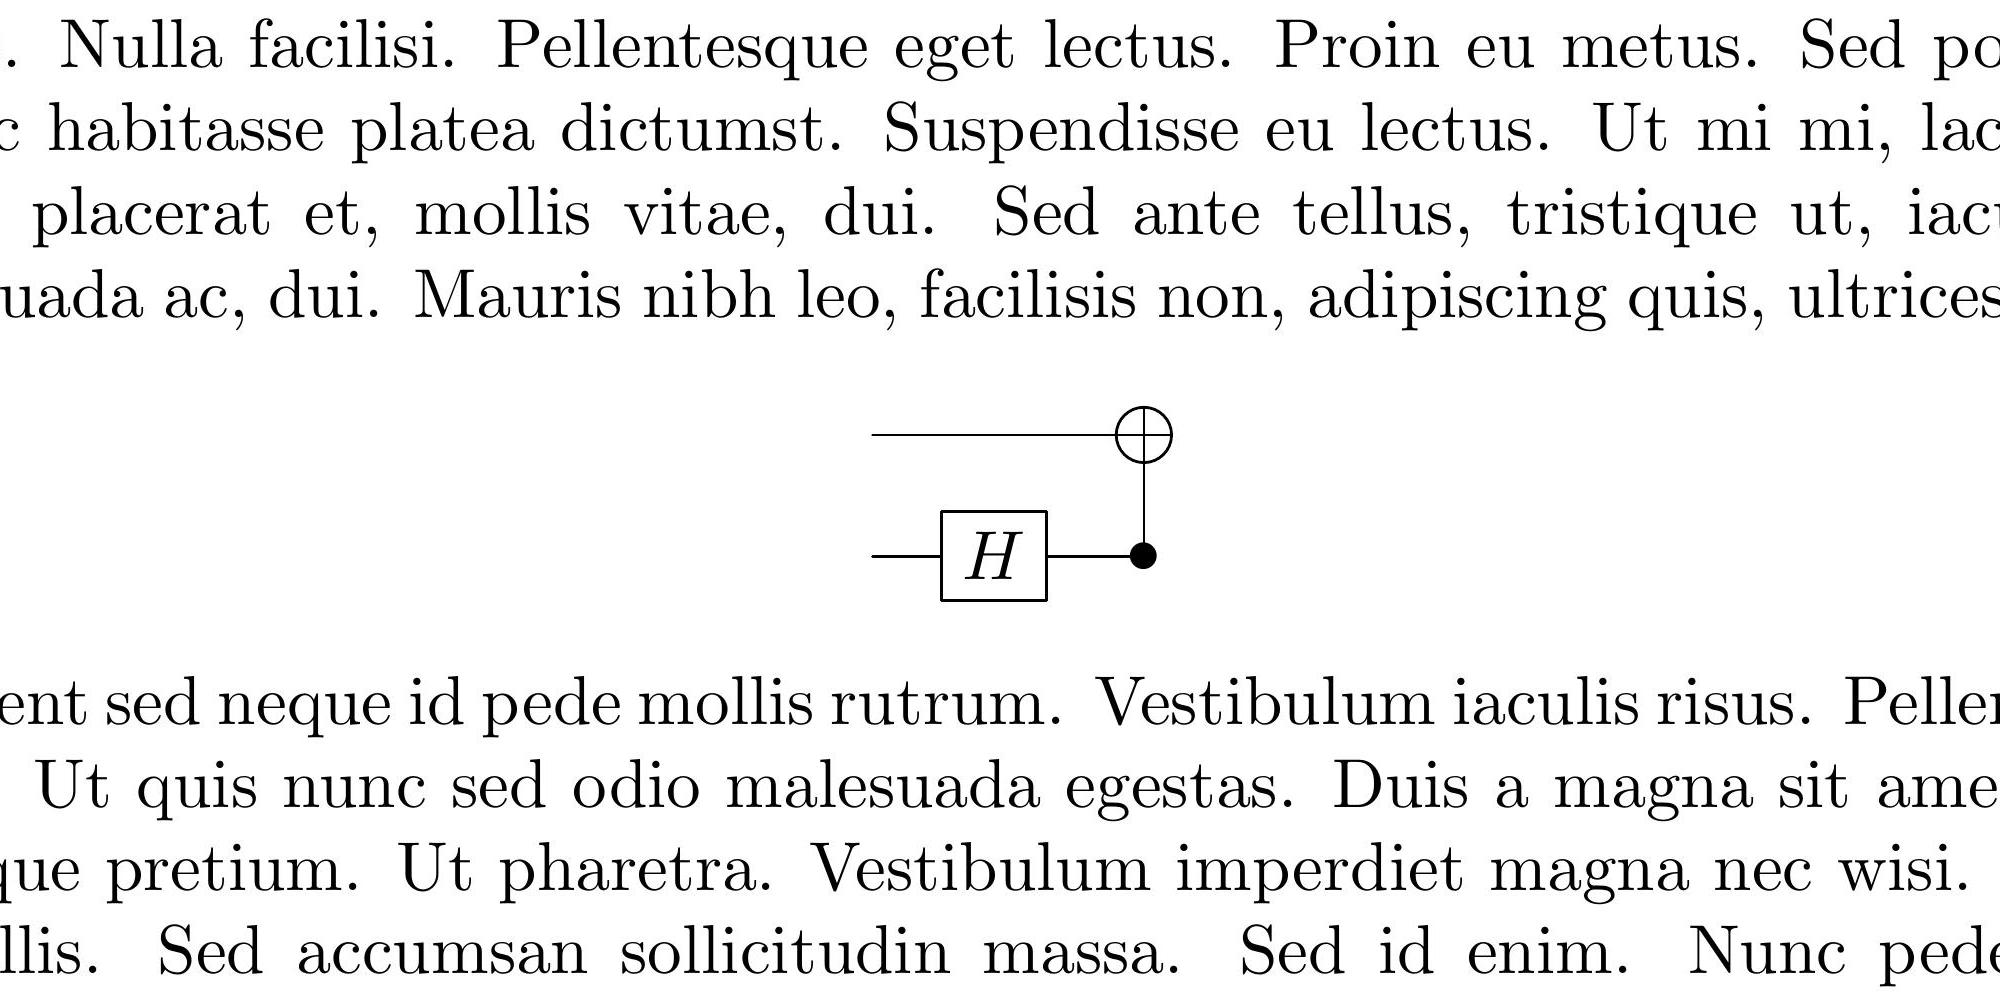 . Nulla facilisi. Pellentesque eget lectus. Proin eu metus. Sed po
c habitasse platea dictumst. Suspendisse eu lectus. Ut mi mi, lac
placerat et, mollis vitae, dui. Sed ante tellus, tristique ut, iacu
uada ac, dui. Mauris nibh leo, facilisis non, adipiscing quis, ultrices
H
ent sed neque id pede mollis rutrum. Vestibulum iaculis risus. Pellen
Ut quis nunc sed odio malesuada egestas. Duis a magna sit ame
que pretium. Ut pharetra. Vestibulum imperdiet magna nec wisi.
llis. Sed accumsan sollicitudin massa. Sed id enim. Nunc pede